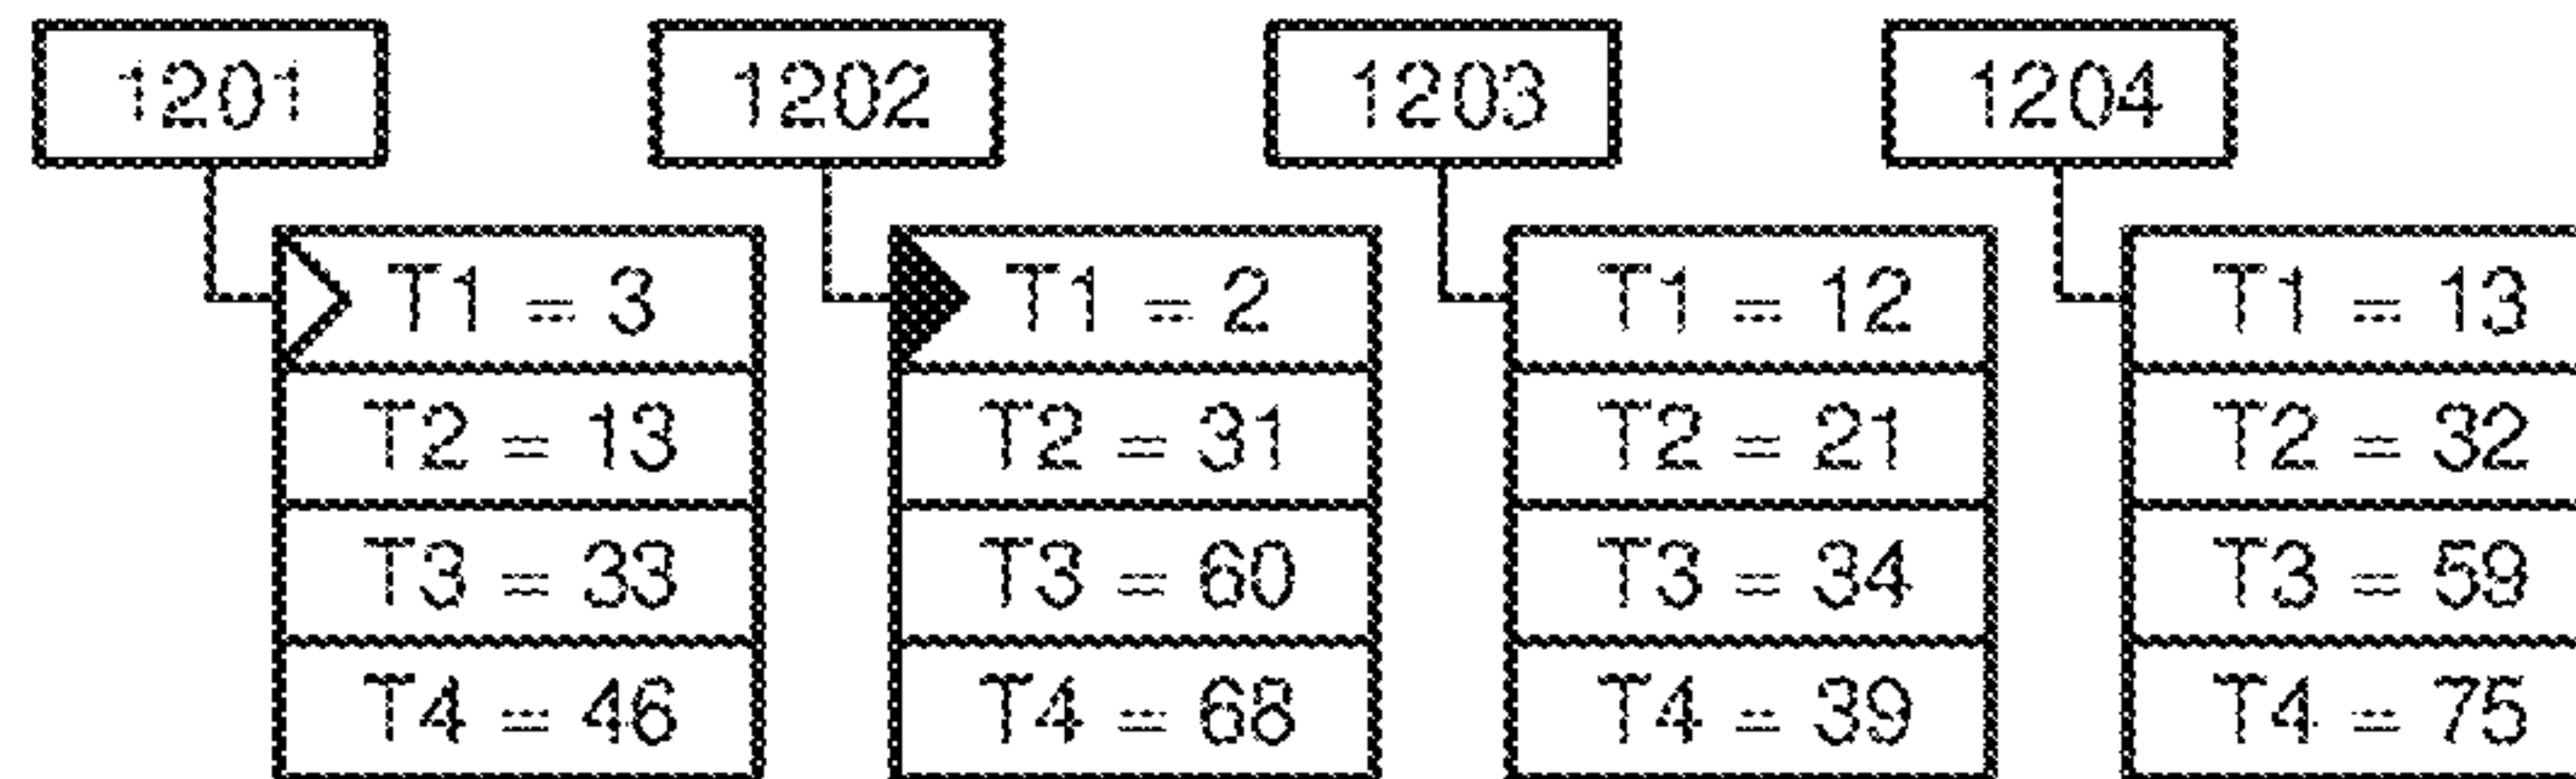 1201 1202 1203 1204
T1 = 3 T1 = 2 T1 = 12 T1 = 13
T2 = 13 T2 = 31 T2 = 21 T2 = 32
T3 = 33 T3 = 60 T3 = 34 T3 = 59
T4 = 46 T4 = 68 T4 = 39 T4 = 75